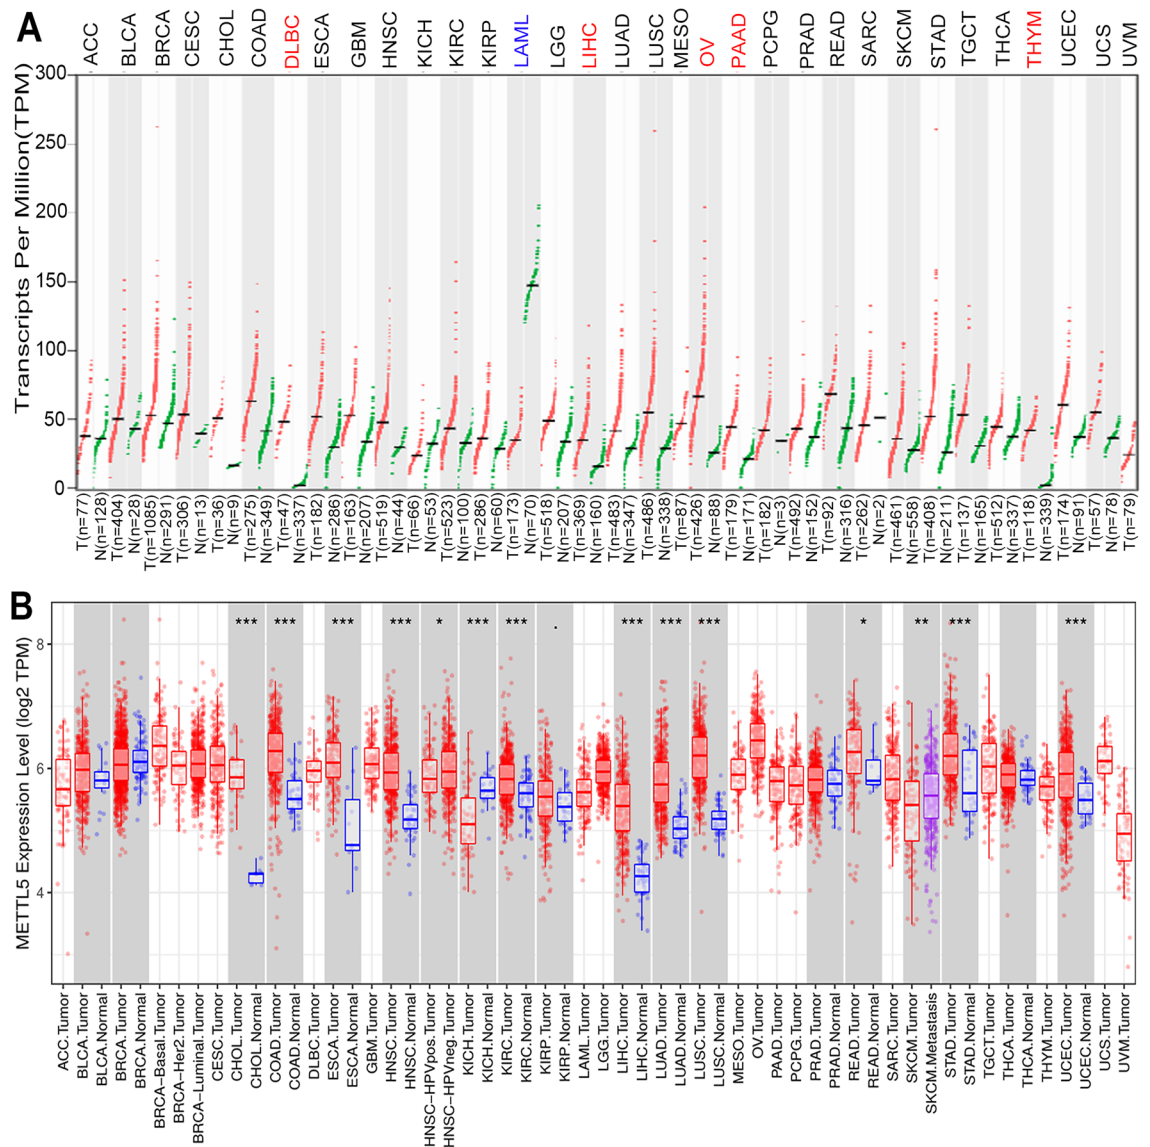 A
ACC
BLCA
BRCA
CESC
CHOL
COAD
DLBC
ESCA
GBM
HNSC
KICH
KIRC
KIRP
LAML
LGG
LIHC
LUAD
LUSC
MESO
OV
PAAD
PCPG
PRAD
READ
SARC
SKCM
STAD
TGCT
THCA
THYM
UCEC
UCS
UVM
Transcripts Per Million(TPM)
300
250
200
150
100
50
0
T(n=77)
N(n=128)
T(n=404)
N(n=28)
T(n=1085)
N(n=291)
T(n=306)
N(n=13)
T(n=36)
N(n=9)
T(n=275)
N(n=349)
T(n=47)
N(n=337)
T(n=182)
N(n=286)
T(n=163)
N(n=207)
T(n=519)
N(n=44)
T(n=66)
N(n=53)
T(n=523)
N(n=100)
T(n=286)
N(n=60)
T(n=173)
N(n=70)
T(n=518)
N(n=207)
T(n=369)
N(n=160)
T(n=483)
N(n=347)
T(n=486)
N(n=338)
T(n=87)
T(n=426)
N(n=88)
T(n=179)
N(n=171)
T(n=182)
N(n=3)
T(n=492)
N(n=152)
T(n=92)
N(n=316)
T(n=262)
N(n=2)
T(n=461)
N(n=558)
T(n=408)
N(n=211)
T(n=137)
N(n=165)
T(n=512)
N(n=337)
T(n=118)
N(n=339)
T(n=174)
N(n=91)
T(n=57)
N(n=78)
T(n=79)
B
METTL5 Expression Level (log2 TPM)
8
6
4
*** *** *** *** * *** *** . *** *** *** * ** *** ***
ACC.Tumor
BLCA.Tumor
BLCA.Normal
BRCA.Tumor
BRCA.Normal
BRCA−Basal.Tumor
BRCA−Her2.Tumor
BRCA−Luminal.Tumor
CESC.Tumor
CHOL.Tumor
CHOL.Normal
COAD.Tumor
COAD.Normal
DLBC.Tumor
ESCA.Tumor
ESCA.Normal
GBM.Tumor
HNSC.Tumor
HNSC.Normal
HNSC−HPVpos.Tumor
HNSC−HPVneg.Tumor
KICH.Tumor
KICH.Normal
KIRC.Tumor
KIRC.Normal
KIRP.Tumor
KIRP.Normal
LAML.Tumor
LGG.Tumor
LIHC.Tumor
LIHC.Normal
LUAD.Tumor
LUAD.Normal
LUSC.Tumor
LUSC.Normal
MESO.Tumor
OV.Tumor
PAAD.Tumor
PCPG.Tumor
PRAD.Tumor
PRAD.Normal
READ.Tumor
READ.Normal
SARC.Tumor
SKCM.Tumor
SKCM.Metastasis
STAD.Tumor
STAD.Normal
TGCT.Tumor
THCA.Tumor
THCA.Normal
THYM.Tumor
UCEC.Tumor
UCEC.Normal
UCS.Tumor
UVM.Tumor